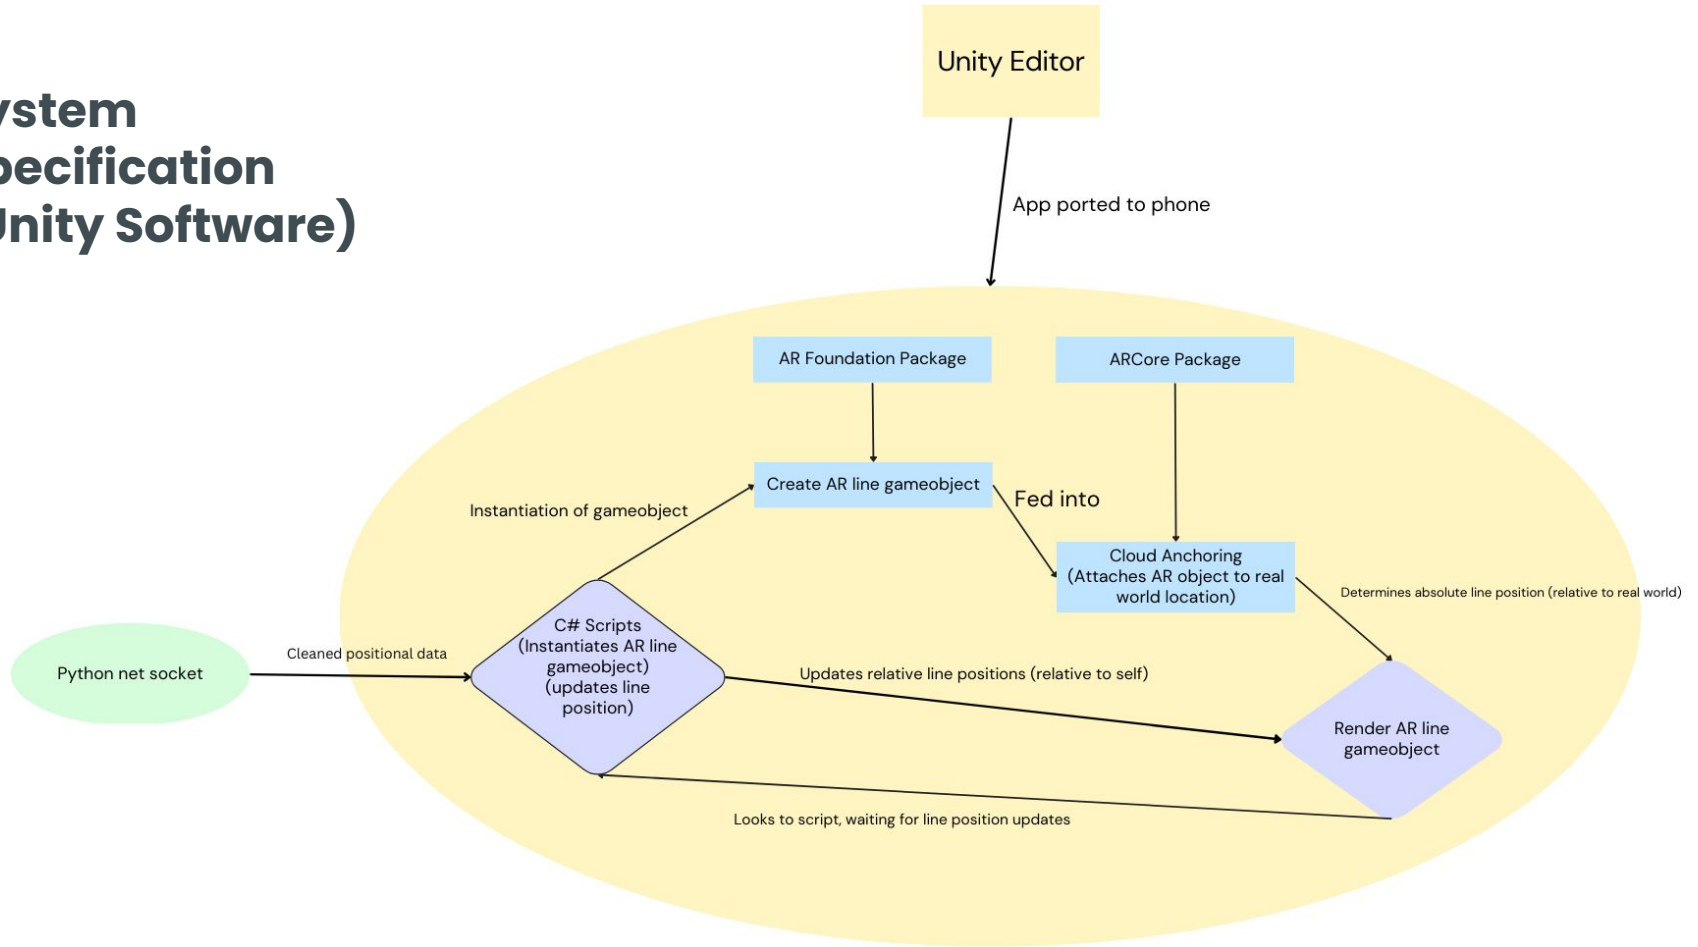 Unity Editor
ystem
pecification
Unity Software)
App ported to phone
AR Foundation Package
ARCore Package
Create AR line gameobject
Fed into
Instantiation of gameobject
Cloud Anchoring
(Attaches AR object to real
world location)
Determines absolute line position (relative to real world)
C# Scripts
(Instantiates AR line
gameobject)
(updates line
position)
Cleaned positional data
Python net socket
Updates relative line positions (relative to self)
Render AR line
gameobject
Looks to script, waiting for line position updates